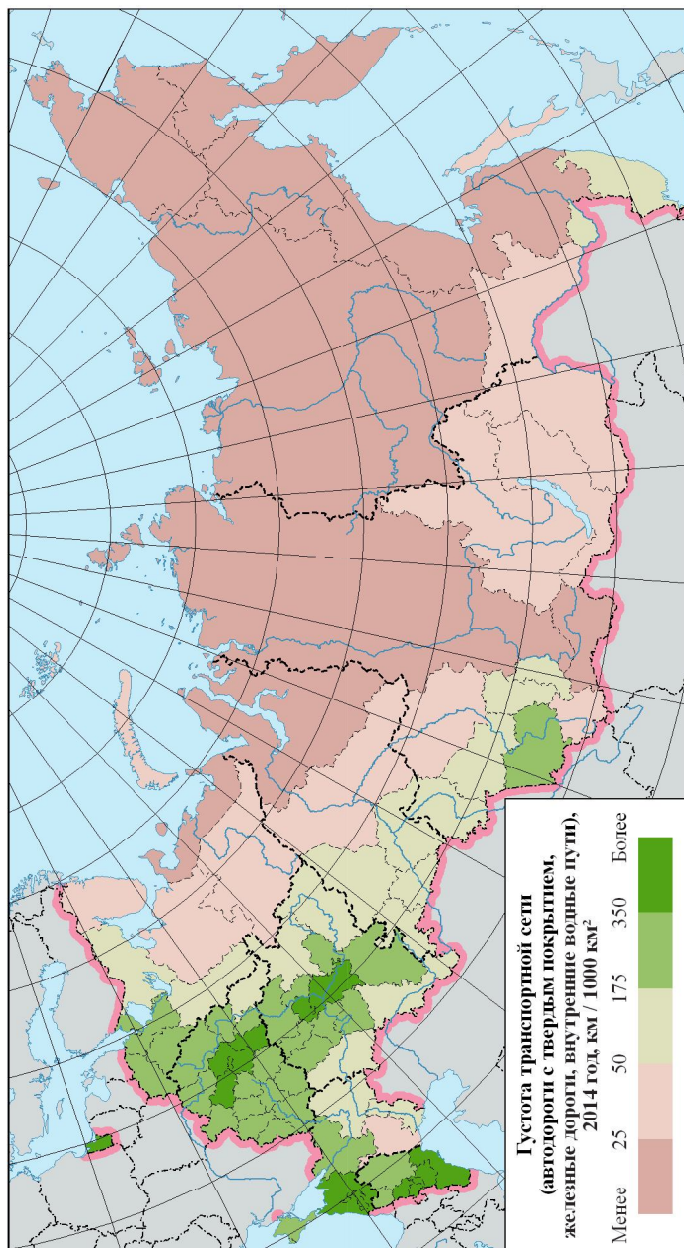 Густота транспортной сети
(автодороги с твердым покрытием,
железные дороги, внутренние водные пути),
2014 год, км / 1000 км²
Менее 25 50 175 350 Более